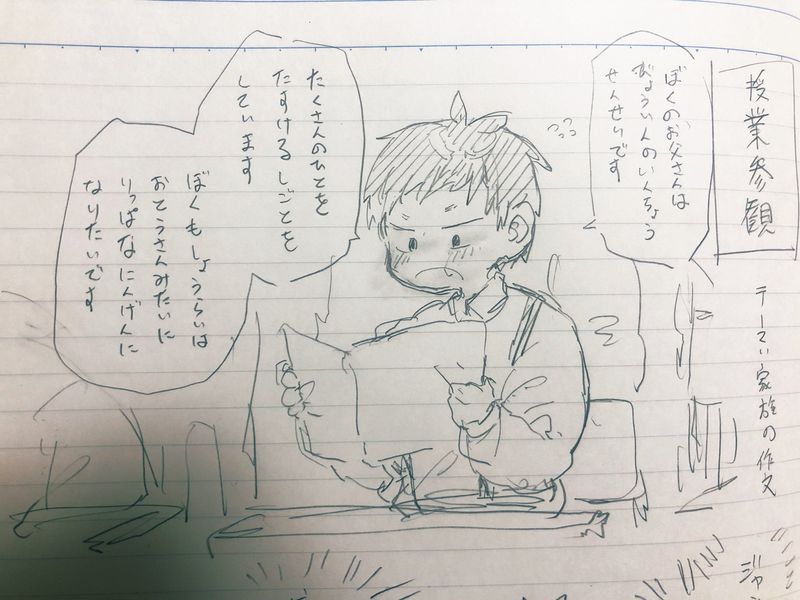 授業参観
テーマい家族の作文
ぼくのお父さんは
びょういんのいんちょう
せんせいです
たくさんのひとを
たすけるしごとを
しています
ぼくもしょうらいは
おとうさんみたいに
りっぱなにんげんに
なりたいです